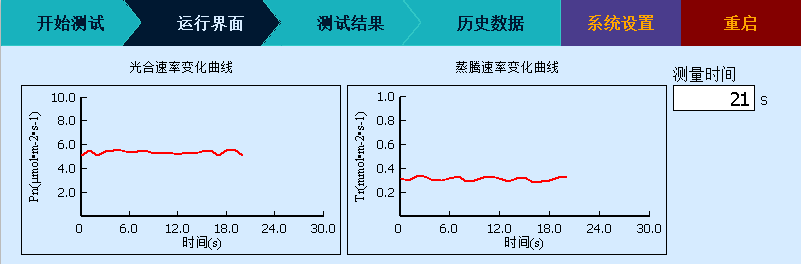 开始测试 运行界面 测试结果 历史数据 系统设置 重启
光合速率变化曲线
Pn(μmol•m-2•s-1)
10.0
8.0
6.0
4.0
2.0
0 6.0 12.0 18.0 24.0 30.0
时间(s)
蒸腾速率变化曲线
Tr(mmol•m-2•s-1)
1.0
0.8
0.6
0.4
0.2
0 6.0 12.0 18.0 24.0 30.0
时间(s)
测量时间
21 s